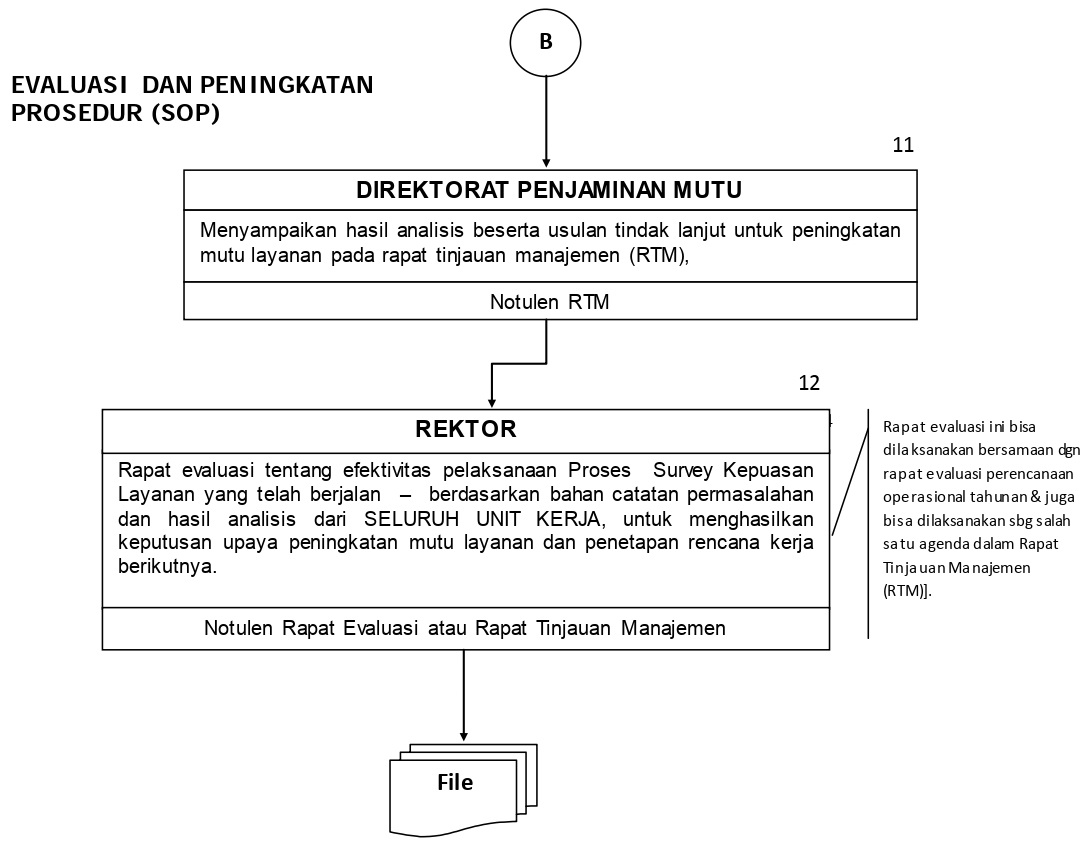 B
EVALUASI DAN PENINGKATAN
PROSEDUR (SOP)
11
DIREKTORAT PENJAMINAN MUTU
Menyampaikan hasil analisis beserta usulan tindak lanjut untuk peningkatan
mutu layanan pada rapat tinjauan manajemen (RTM),
Notulen RTM
12
REKTOR
Rapat evaluasi tentang efektivitas pelaksanaan Proses Survey Kepuasan
Layanan yang telah berjalan – berdasarkan bahan catatan permasalahan
dan hasil analisis dari SELURUH UNIT KERJA, untuk menghasilkan
keputusan upaya peningkatan mutu layanan dan penetapan rencana kerja
berikutnya.
Notulen Rapat Evaluasi atau Rapat Tinjauan Manajemen
Rapat evaluasi ini bisa
dilaksanakan bersamaan dgn
rapat evaluasi perencanaan
operasional tahunan & juga
bisa dilaksanakan sbg salah
satu agenda dalam Rapat
Tinjauan Manajemen
(RTM)].
File